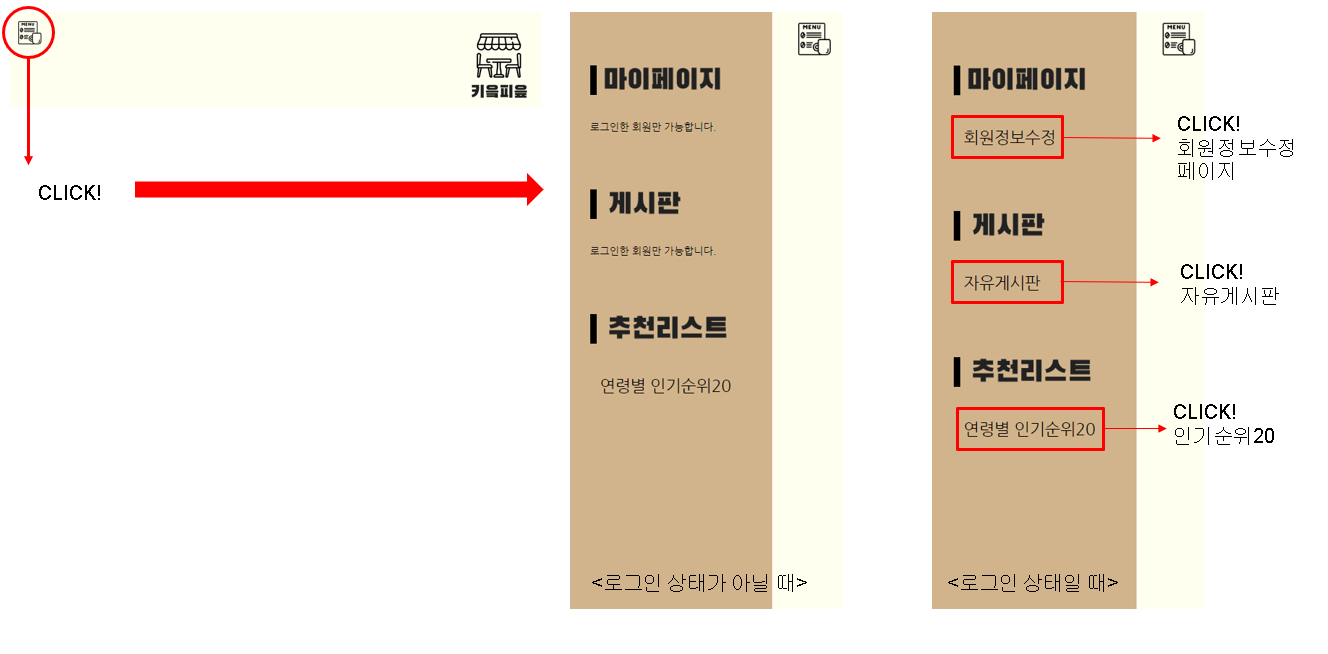 MENU
키읔피읖
CLICK!
MENU
마이페이지
로그인한 회원만 가능합니다.
게시판
로그인한 회원만 가능합니다.
추천리스트
연령별 인기순위20
<로그인 상태가 아닐 때>
MENU
마이페이지
회원정보수정
CLICK!
회원정보수정
페이지
게시판
자유게시판
CLICK!
자유게시판
추천리스트
연령별 인기순위20
CLICK!
인기순위20
<로그인 상태일 때>